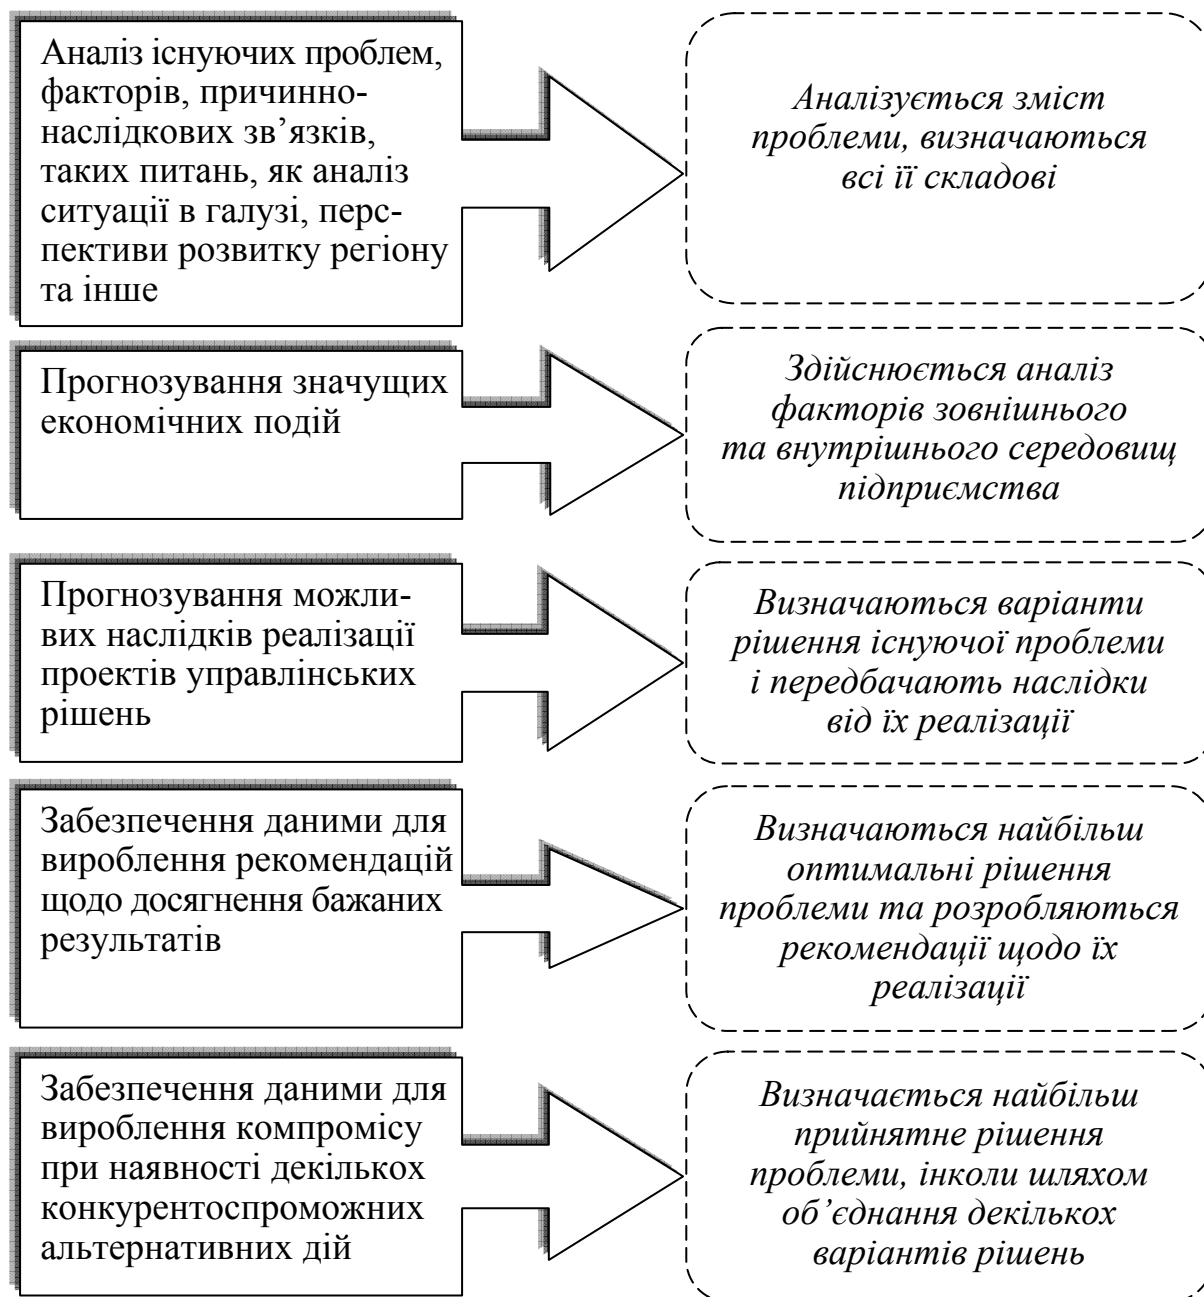 Аналіз існуючих проблем,
факторів, причинно-
наслідкових зв’язків,
таких питань, як аналіз
ситуації в галузі, перс-
пективи розвитку регіону
та інше
Аналізується зміст
проблеми, визначаються
всі її складові
Прогнозування значущих
економічних подій
Здійснюється аналіз
факторів зовнішнього
та внутрішнього середовищ
підприємства
Прогнозування можли-
вих наслідків реалізації
проектів управлінських
рішень
Визначаються варіанти
рішення існуючої проблеми
і передбачають наслідки
від їх реалізації
Забезпечення даними для
вироблення рекомендацій
щодо досягнення бажаних
результатів
Визначаються найбільш
оптимальні рішення
проблеми та розробляються
рекомендації щодо їх
реалізації
Забезпечення даними для
вироблення компромісу
при наявності декількох
конкурентоспроможних
альтернативних дій
Визначається найбільш
прийнятне рішення
проблеми, інколи шляхом
об’єднання декількох
варіантів рішень